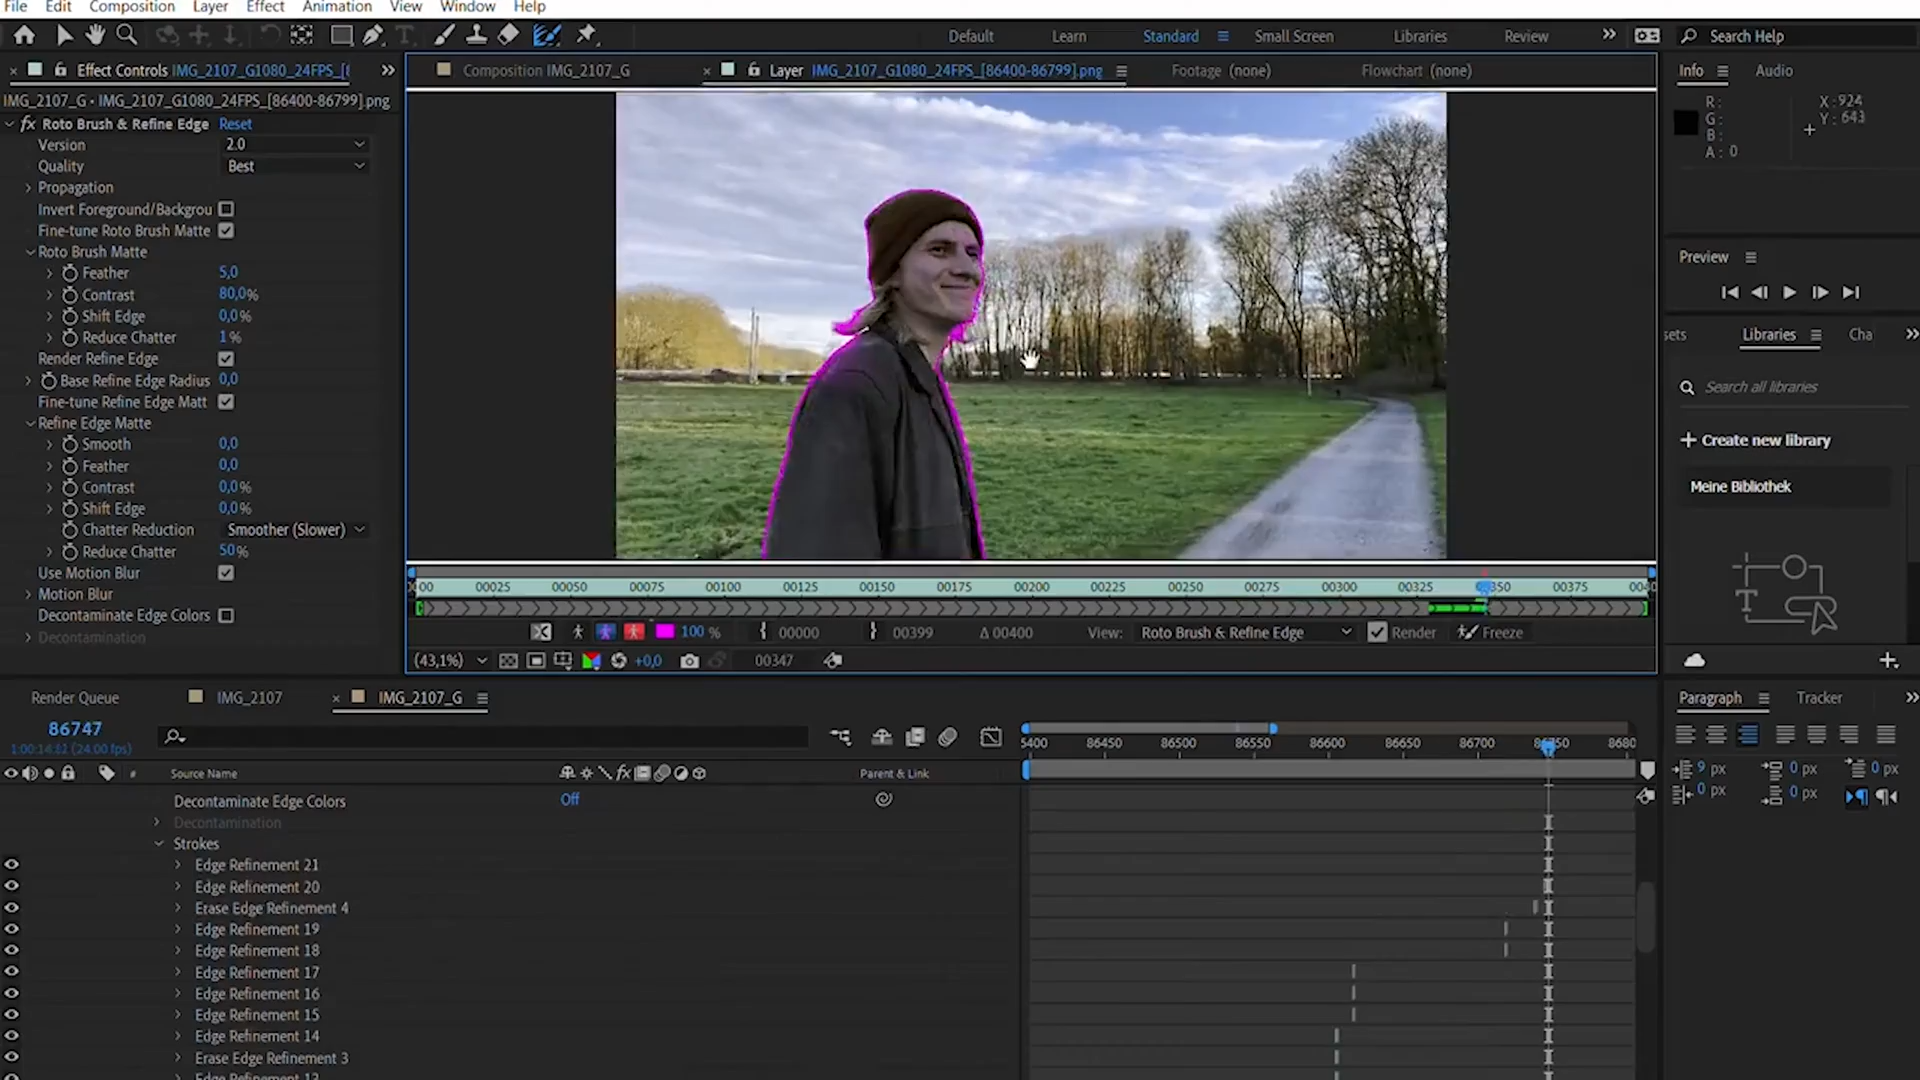 File Edit Composition Layer Effect Animation View Window Help
Default Learn Standard Small Screen Libraries Review Search Help
Effect Controls IMG_2107_G1080_24FPS_[8
Composition IMG_2107_G
Layer IMG_2107_G1080_24FPS_[86400-86799].png
Footage (none)
Flowchart (none)
Info Audio
IMG_2107_G • IMG_2107_G1080_24FPS_[86400-86799].png
fx Roto Brush & Refine Edge Reset
Version 2.0
Quality Best
Propagation
Invert Foreground/Backgrou
Fine-tune Roto Brush Matte
Roto Brush Matte
Feather 5,0
Contrast 80,0%
Shift Edge 0,0%
Reduce Chatter 1 %
Render Refine Edge
Base Refine Edge Radius 0,0
Fine-tune Refine Edge Matt
Refine Edge Matte
Smooth 0,0
Feather 0,0
Contrast 0,0%
Shift Edge 0,0%
Chatter Reduction Smoother (Slower)
Reduce Chatter 50%
Use Motion Blur
Motion Blur
Decontaminate Edge Colors
Decontamination
R:
G:
B:
A: 0
X: 924
Y: 643
Preview
sets Libraries Cha
Search all libraries
+ Create new library
Meine Bibliothek
00025 00050 00075 00100 00125 00150 00175 00200 00225 00250 00275 00300 00325 00375
100 % 00000 00399 Δ 00400 View: Roto Brush & Refine Edge Render Freeze
(43,1%) +0,0 00347
Render Queue IMG_2107 × IMG_2107_G
86747
(24.00 fps)
5400 86450 86500 86550 86600 86650 86700 8680
# Source Name fx Parent & Link
Decontaminate Edge Colors Off
Decontamination
Strokes
Edge Refinement 21
Edge Refinement 20
Erase Edge Refinement 4
Edge Refinement 19
Edge Refinement 18
Edge Refinement 17
Edge Refinement 16
Edge Refinement 15
Edge Refinement 14
Erase Edge Refinement 3
Paragraph Tracker
9 px 0 px 0 px
0 px 0 px